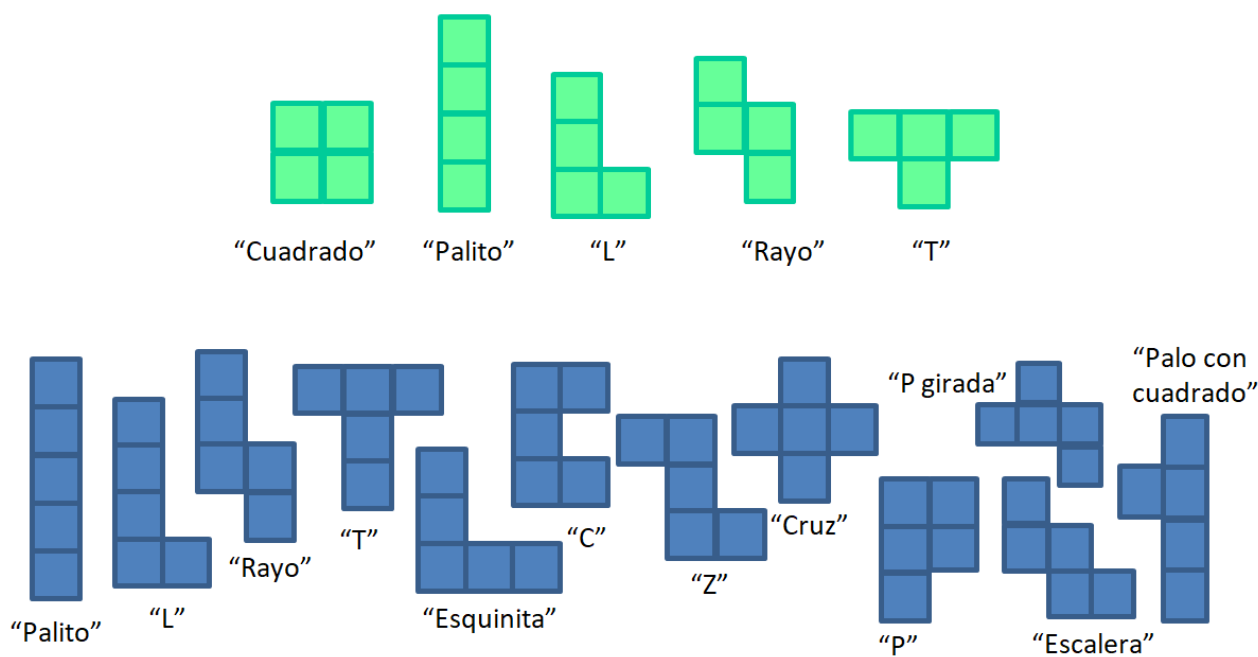 “Cuadrado”
“Palito”
“L”
“Rayo”
“T”
“Palito”
“L”
“Rayo”
“T”
“Esquinita”
“C”
“Z”
“Cruz”
“P girada”
“P”
“Escalera”
“Palo con
cuadrado”